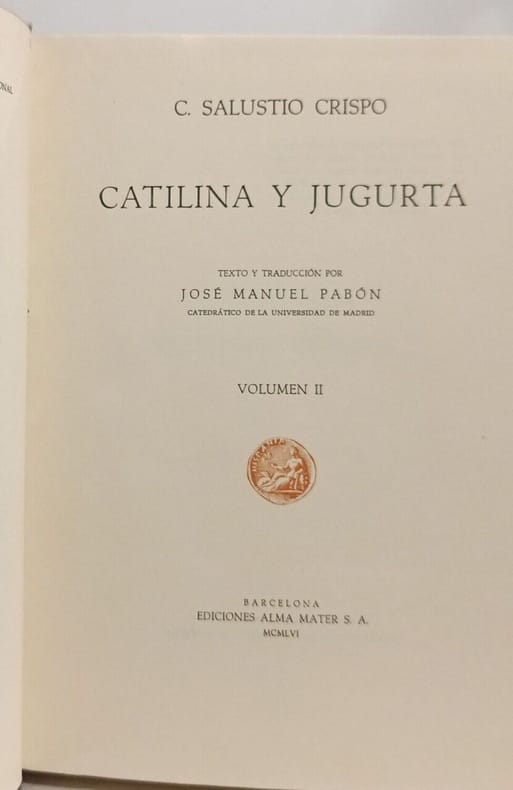 C. SALUSTIO CRISPO
CATILINA Y JUGURTA
TEXTO Y TRADUCCIÓN POR
JOSÉ MANUEL PABÓN
CATEDRÁTICO DE LA UNIVERSIDAD DE MADRID
VOLUMEN II
HISPANIA
BARCELONA
EDICIONES ALMA MATER S. A.
MCMLVI